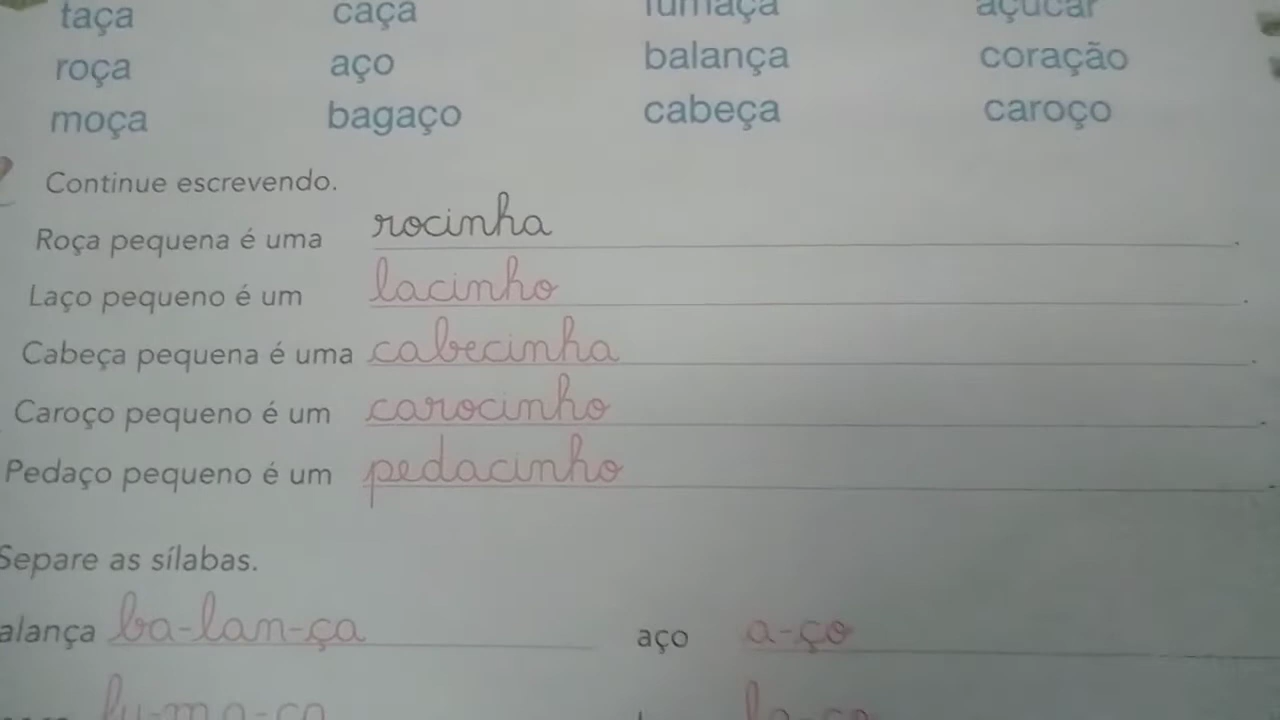 taça caça fumaça açúcar
roça aço balança coração
moça bagaço cabeça caroço
Continue escrevendo.
Roça pequena é uma rocinha.
Laço pequeno é um lacinho.
Cabeça pequena é uma cabecinha.
Caroço pequeno é um carocinho.
Pedaço pequeno é um pedacinho.
Separe as sílabas.
alança ba-lan-ça aço a-ço